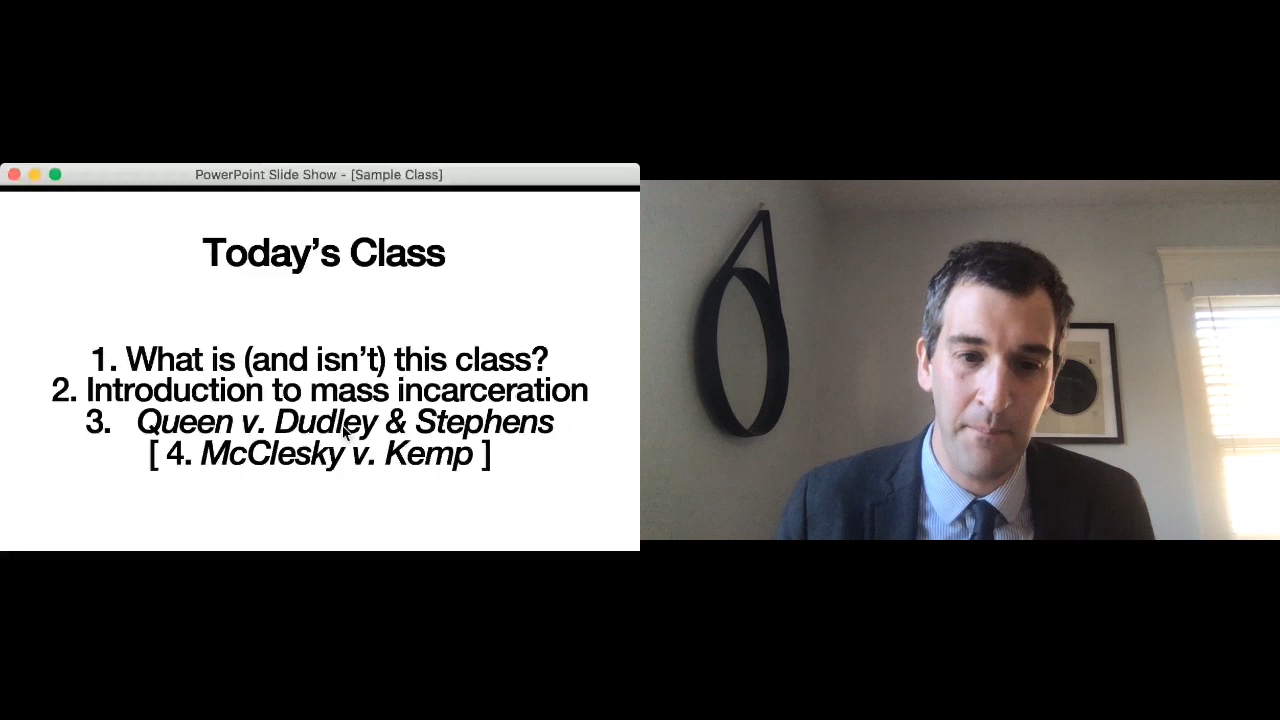 PowerPoint Slide Show - [Sample Class]
Today’s Class
1. What is (and isn’t) this class?
2. Introduction to mass incarceration
3. Queen v. Dudley & Stephens
[ 4. McClesky v. Kemp ]